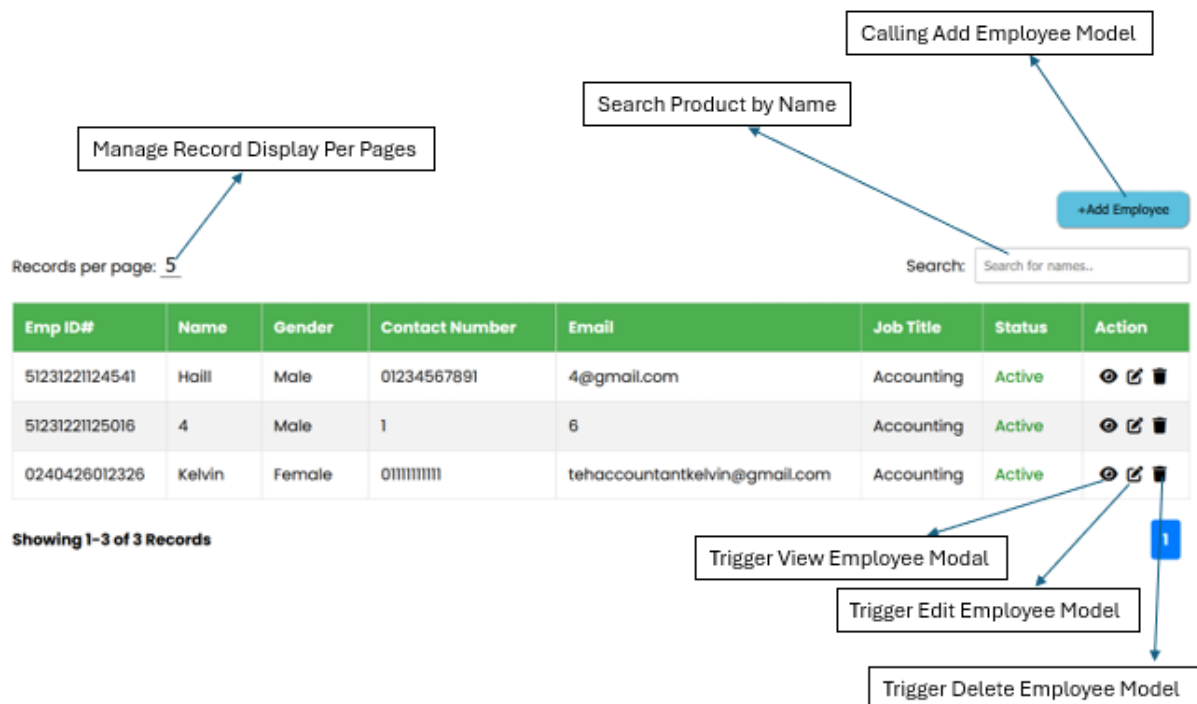 Calling Add Employee Model
Search Product by Name
Manage Record Display Per Pages
+Add Employee
Records per page: 5
Search: Search for names..
Emp ID# Name Gender Contact Number Email Job Title Status Action
51231221124541 Haill Male 01234567891 4@gmail.com Accounting Active
51231221125016 4 Male 1 6 Accounting Active
0240426012326 Kelvin Female 01111111111 tehaccountantkelvin@gmail.com Accounting Active
Showing 1-3 of 3 Records
1
Trigger View Employee Modal
Trigger Edit Employee Model
Trigger Delete Employee Model